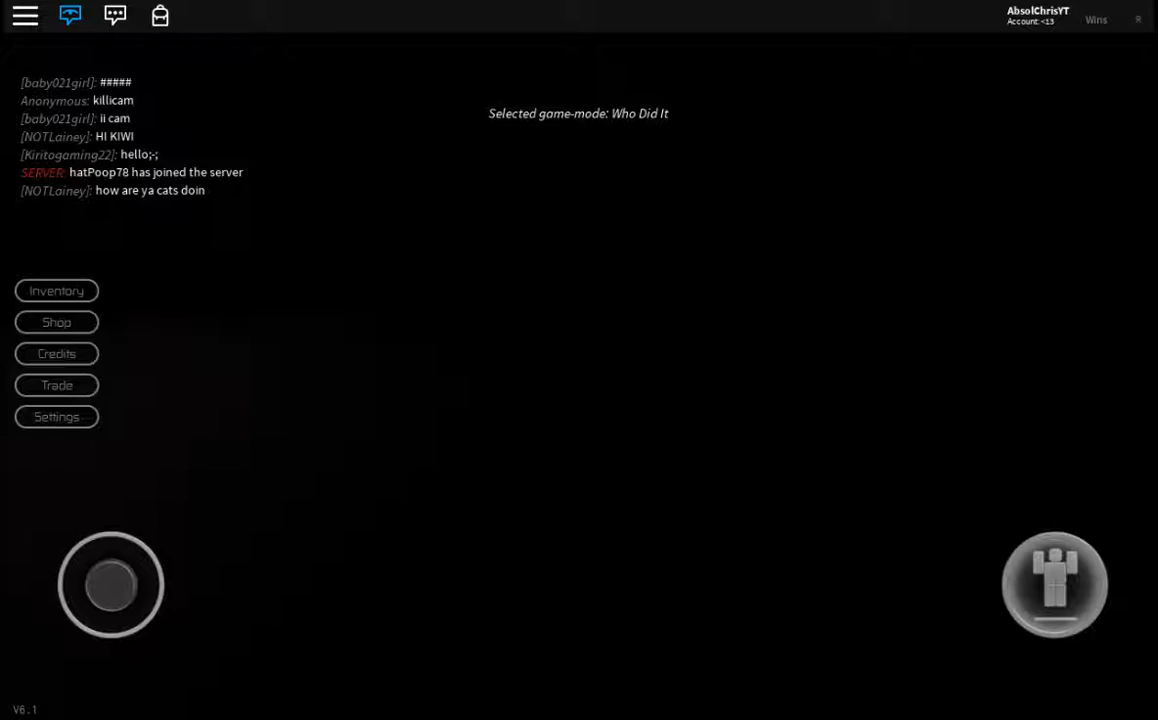 AbsolChrisYT
Account: <13
Wins
R
[baby021girl]: #####
Anonymous: killicam
[baby021girl]: ii cam
[NOTLainey]: HI KIWI
[Kiritogaming22]: hello;-;
SERVER: hatPoop78 has joined the server
[NOTLainey]: how are ya cats doin
Selected game-mode: Who Did It
Inventory
Shop
Credits
Trade
Settings
V6.1